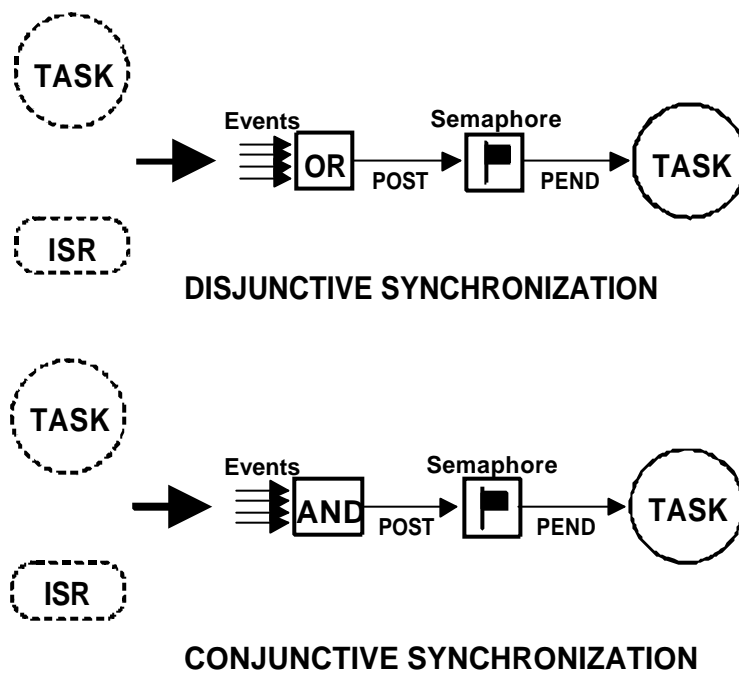 TASK
Events
Semaphore
OR
POST
PEND
TASK
ISR
DISJUNCTIVE SYNCHRONIZATION
TASK
Events
Semaphore
AND
POST
PEND
TASK
ISR
CONJUNCTIVE SYNCHRONIZATION